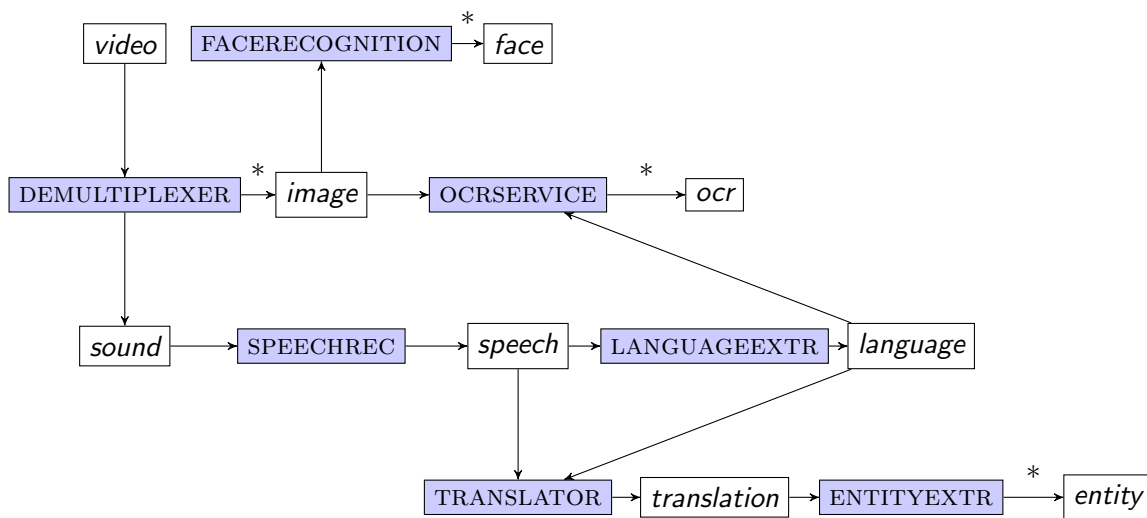 video
FACERECOGNITION
*
face
DEMULTIPLEXER
*
image
OCRSERVICE
*
ocr
sound
SPEECHREC
speech
LANGUAGEEXTR
language
TRANSLATOR
translation
ENTITYEXTR
*
entity